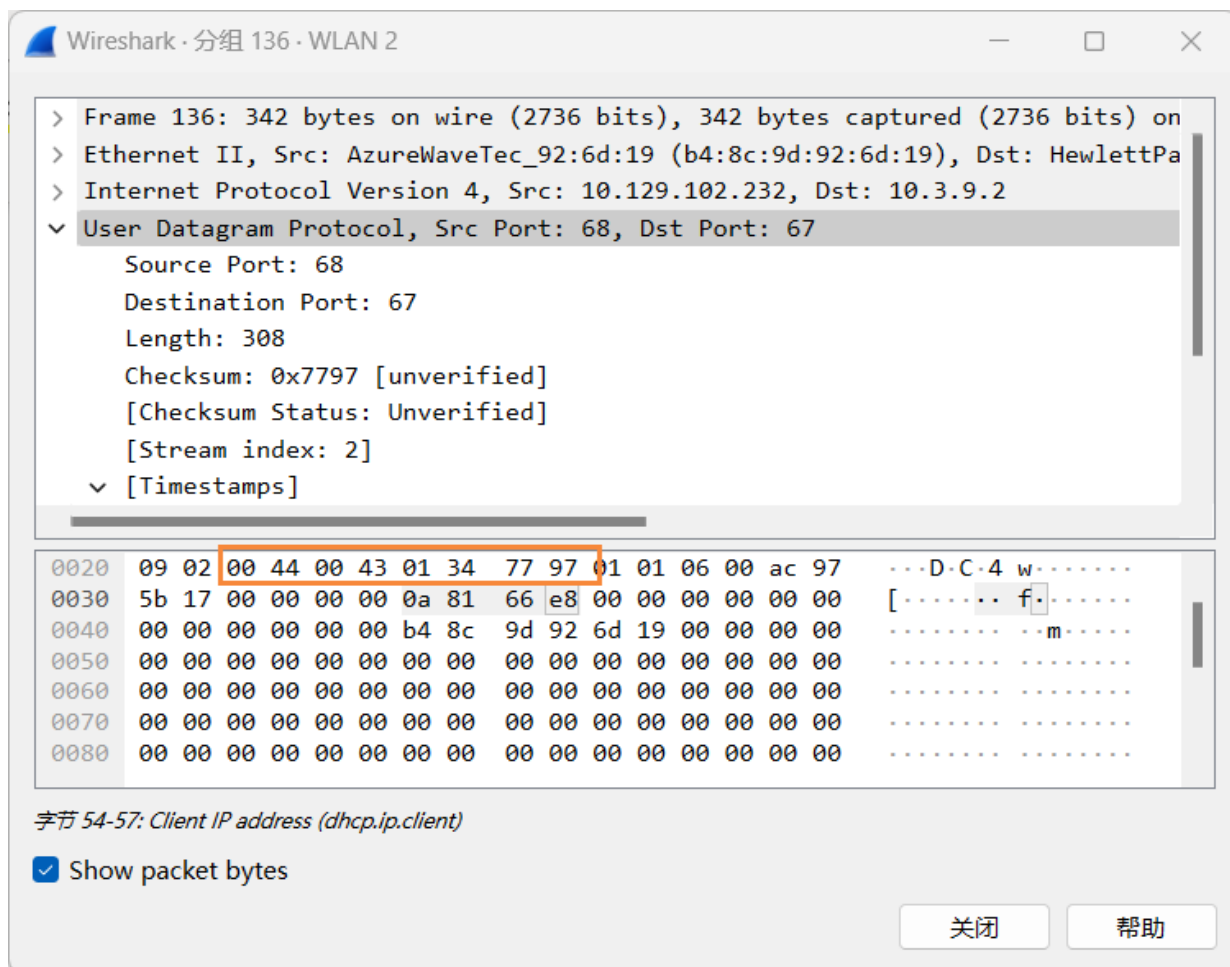 Wireshark · 分组 136 · WLAN 2
Frame 136: 342 bytes on wire (2736 bits), 342 bytes captured (2736 bits) on
Ethernet II, Src: AzureWaveTec_92:6d:19 (b4:8c:9d:92:6d:19), Dst: HewlettPa
Internet Protocol Version 4, Src: 10.129.102.232, Dst: 10.3.9.2
User Datagram Protocol, Src Port: 68, Dst Port: 67
Source Port: 68
Destination Port: 67
Length: 308
Checksum: 0x7797 [unverified]
[Checksum Status: Unverified]
[Stream index: 2]
[Timestamps]
0020 09 02 00 44 00 43 01 34 77 97 01 01 06 00 ac 97 ···D·C·4 w·······
0030 5b 17 00 00 00 00 0a 81 66 e8 00 00 00 00 00 00 [······· f·······
0040 00 00 00 00 00 00 b4 8c 9d 92 6d 19 00 00 00 00 ········ ··m·····
0050 00 00 00 00 00 00 00 00 00 00 00 00 00 00 00 00 ········ ········
0060 00 00 00 00 00 00 00 00 00 00 00 00 00 00 00 00 ········ ········
0070 00 00 00 00 00 00 00 00 00 00 00 00 00 00 00 00 ········ ········
0080 00 00 00 00 00 00 00 00 00 00 00 00 00 00 00 00 ········ ········
字节 54-57: Client IP address (dhcp.ip.client)
Show packet bytes
关闭 帮助